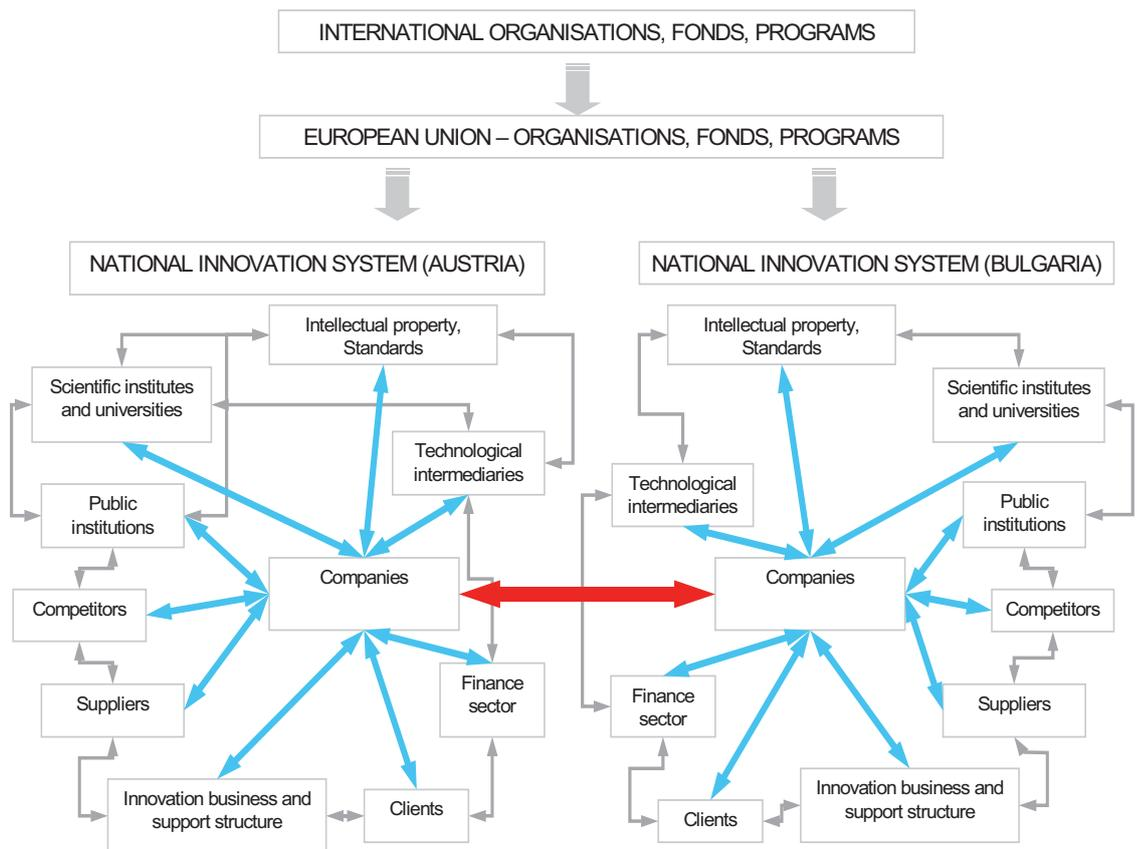 INTERNATIONAL ORGANISATIONS, FONDS, PROGRAMS
EUROPEAN UNION – ORGANISATIONS, FONDS, PROGRAMS
NATIONAL INNOVATION SYSTEM (AUSTRIA)
Intellectual property,
Standards
Scientific institutes
and universities
Technological
intermediaries
Public
institutions
Companies
Competitors
Suppliers
Finance
sector
Innovation business and
support structure
Clients
NATIONAL INNOVATION SYSTEM (BULGARIA)
Intellectual property,
Standards
Scientific institutes
and universities
Technological
intermediaries
Public
institutions
Companies
Competitors
Finance
sector
Suppliers
Clients
Innovation business and
support structure